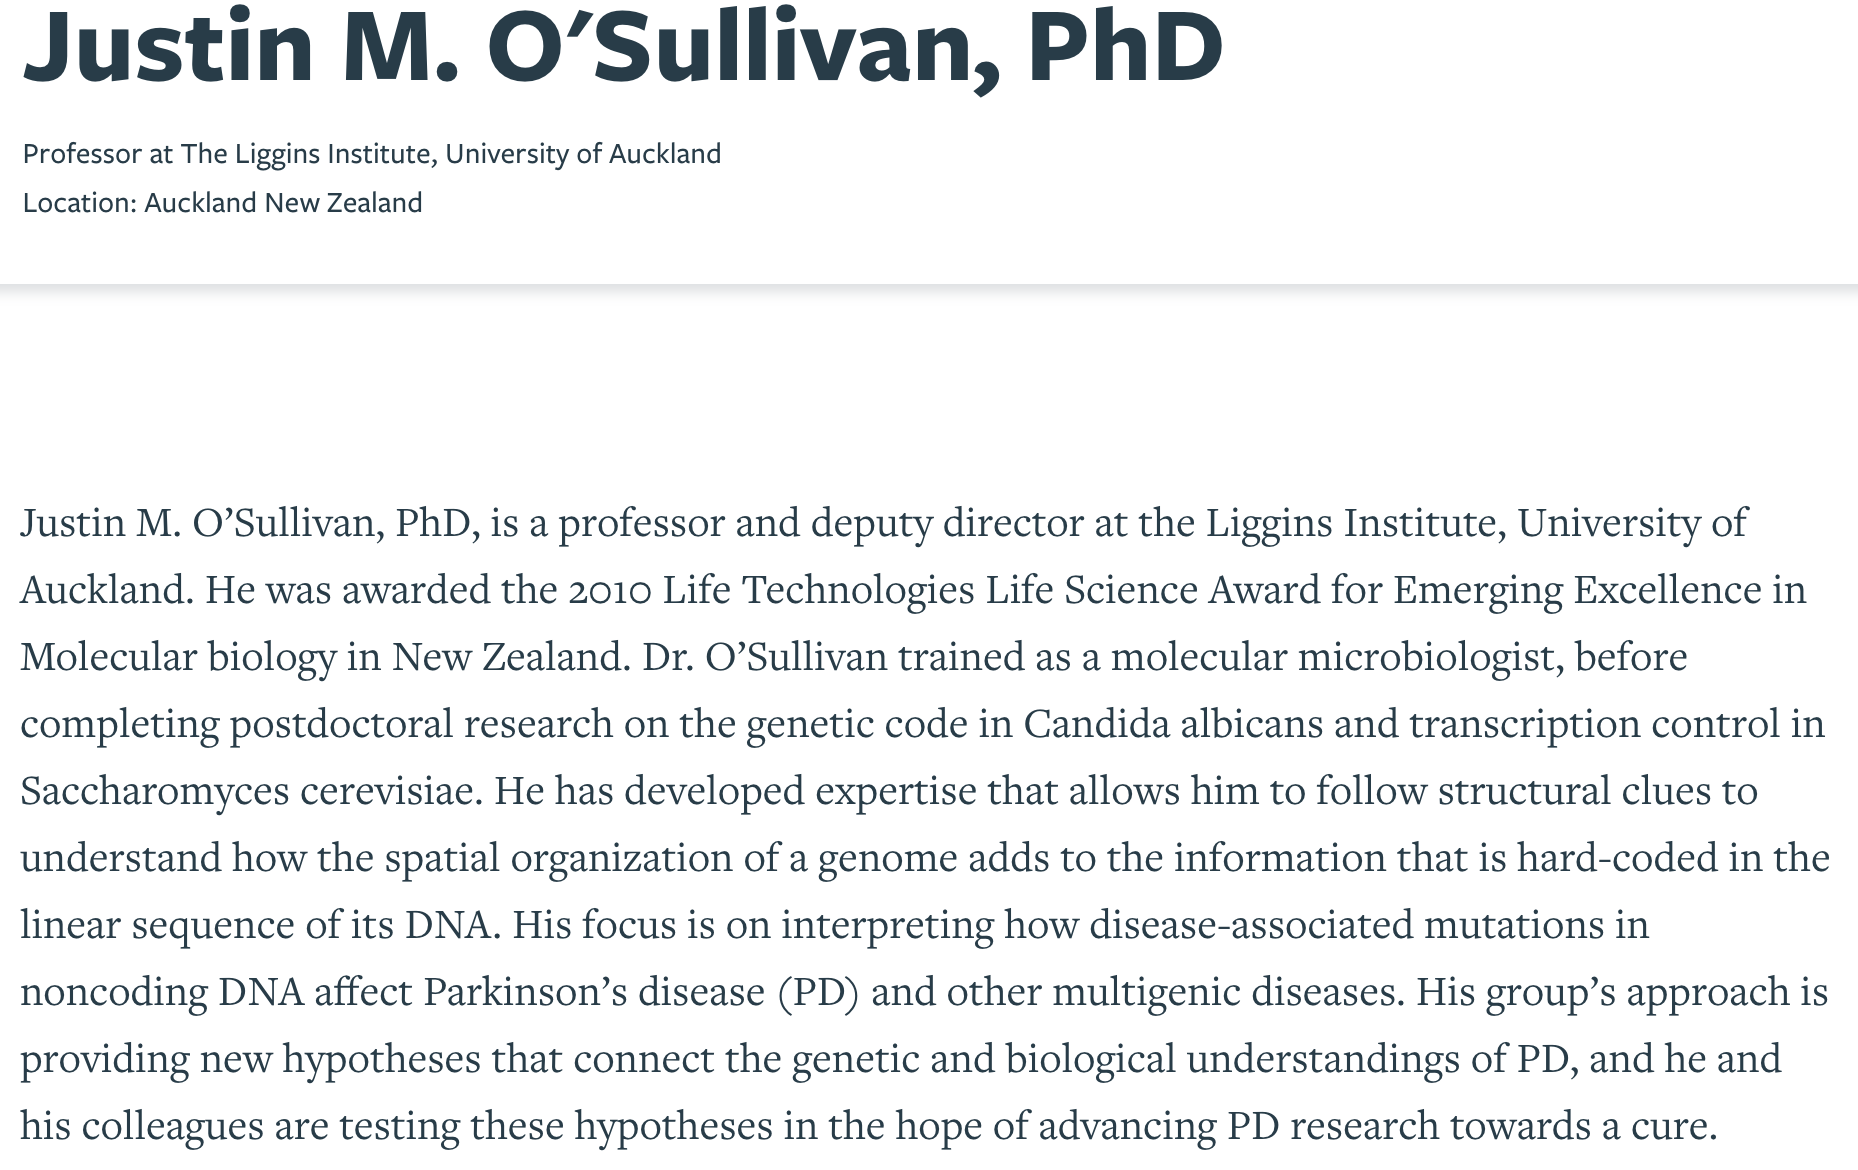 Justin M. O’Sullivan, PhD
Professor at The Liggins Institute, University of Auckland
Location: Auckland New Zealand
Justin M. O’Sullivan, PhD, is a professor and deputy director at the Liggins Institute, University of
Auckland. He was awarded the 2010 Life Technologies Life Science Award for Emerging Excellence in
Molecular biology in New Zealand. Dr. O’Sullivan trained as a molecular microbiologist, before
completing postdoctoral research on the genetic code in Candida albicans and transcription control in
Saccharomyces cerevisiae. He has developed expertise that allows him to follow structural clues to
understand how the spatial organization of a genome adds to the information that is hard-coded in the
linear sequence of its DNA. His focus is on interpreting how disease-associated mutations in
noncoding DNA affect Parkinson’s disease (PD) and other multigenic diseases. His group’s approach is
providing new hypotheses that connect the genetic and biological understandings of PD, and he and
his colleagues are testing these hypotheses in the hope of advancing PD research towards a cure.